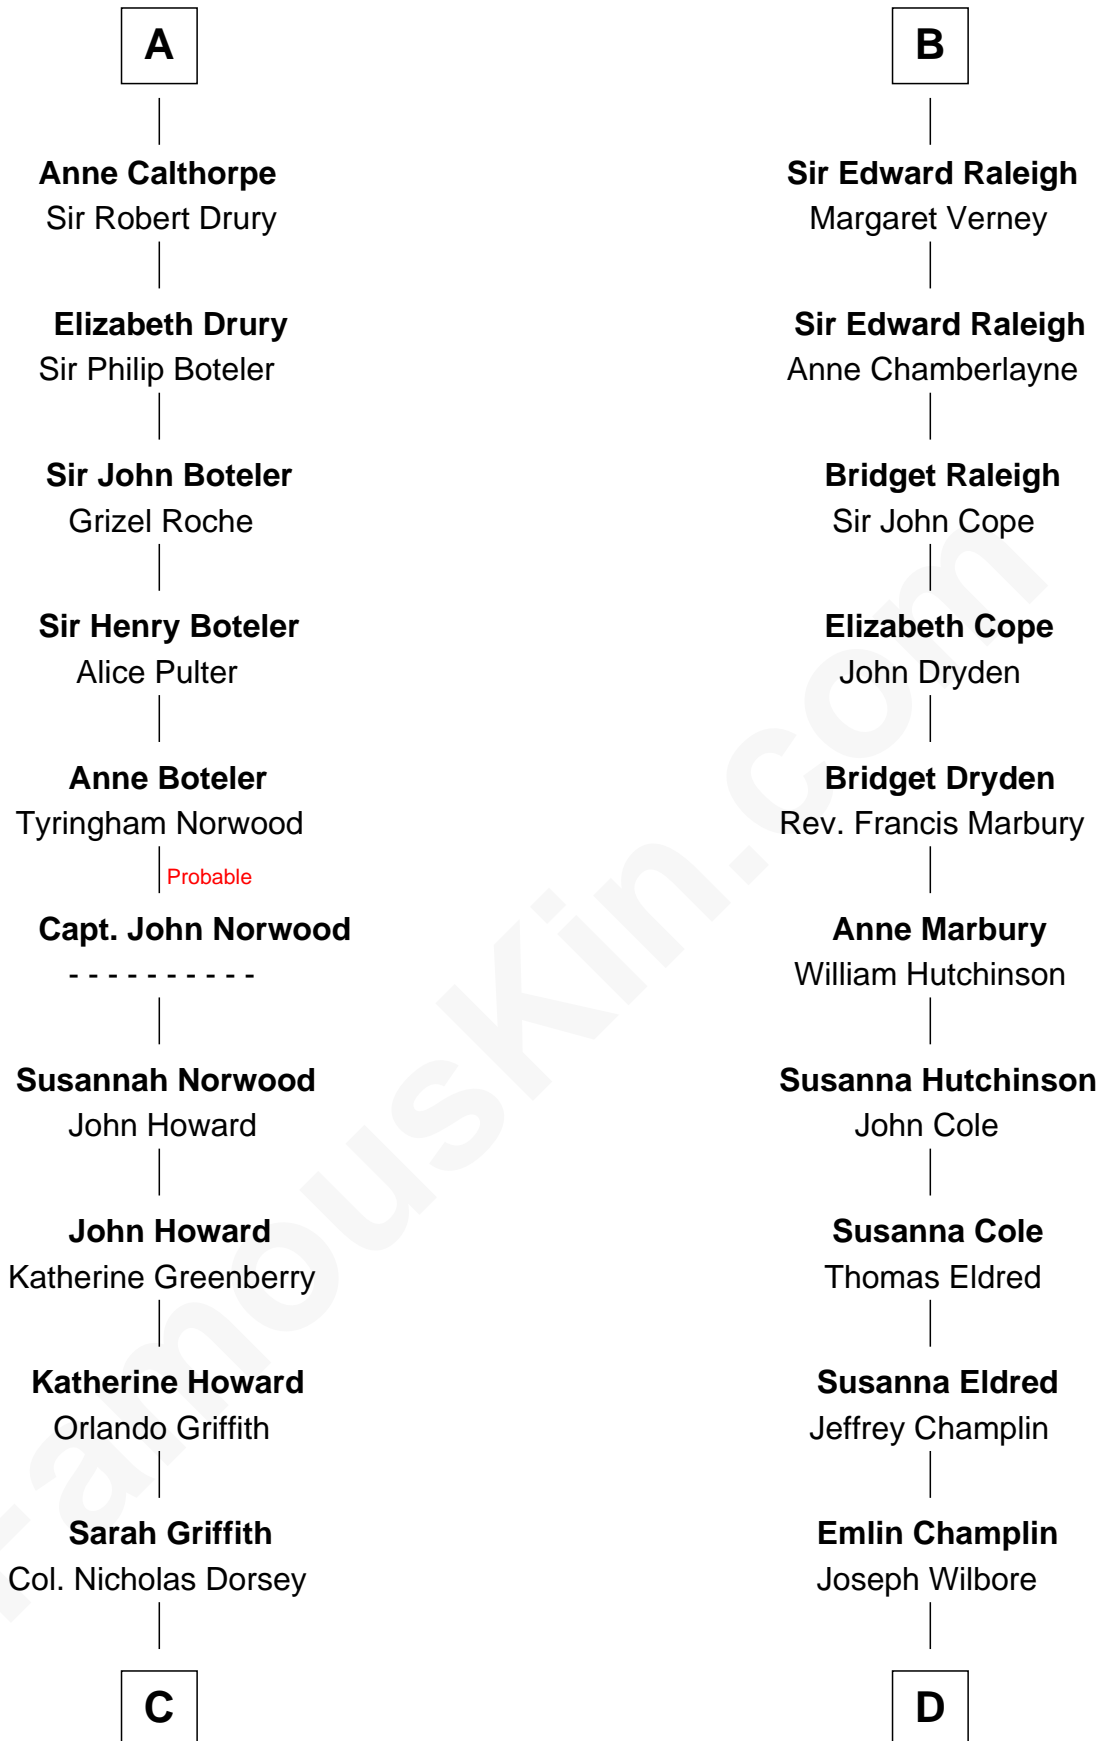 A
Anne Calthorpe
Sir Robert Drury
Elizabeth Drury
Sir Philip Boteler
Sir John Boteler
Grizel Roche
Sir Henry Boteler
Alice Pulter
Anne Boteler
Tyringham Norwood
Probable
Capt. John Norwood
- - - - - - - - - -
Susannah Norwood
John Howard
John Howard
Katherine Greenberry
Katherine Howard
Orlando Griffith
Sarah Griffith
Col. Nicholas Dorsey
C
B
Sir Edward Raleigh
Margaret Verney
Sir Edward Raleigh
Anne Chamberlayne
Bridget Raleigh
Sir John Cope
Elizabeth Cope
John Dryden
Bridget Dryden
Rev. Francis Marbury
Anne Marbury
William Hutchinson
Susanna Hutchinson
John Cole
Susanna Cole
Thomas Eldred
Susanna Eldred
Jeffrey Champlin
Emlin Champlin
Joseph Wilbore
D
FamousKin.com